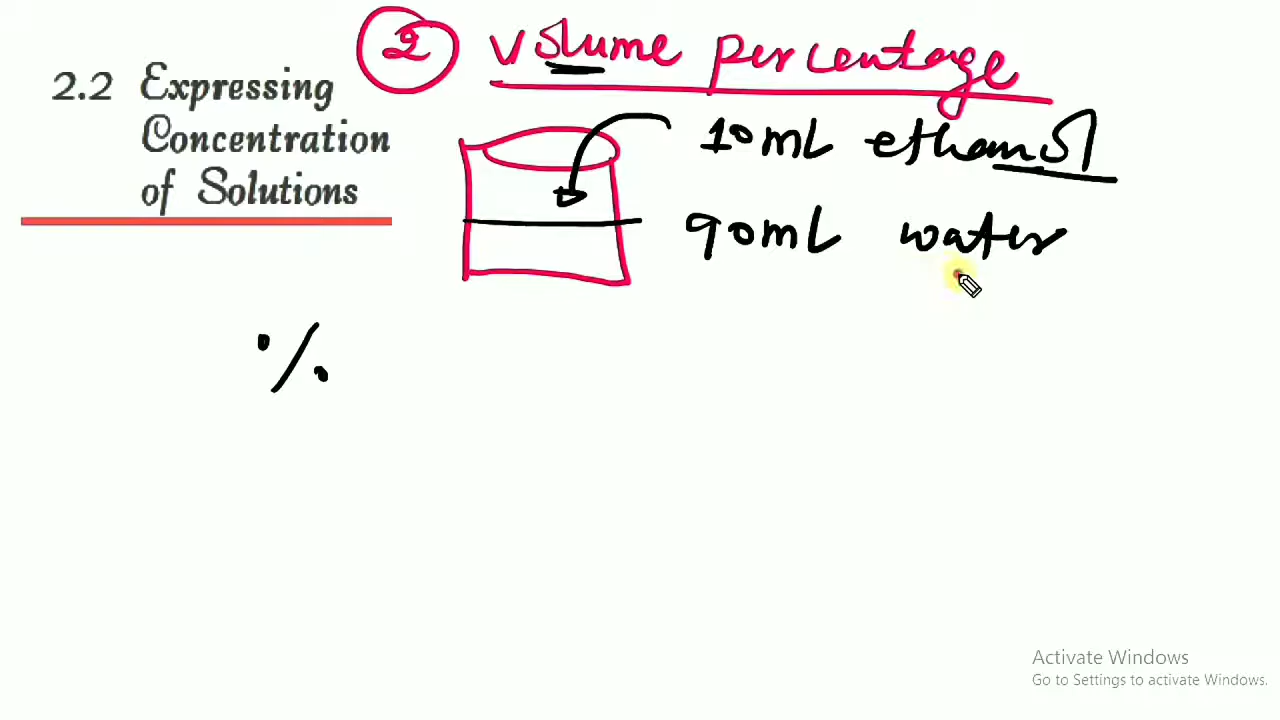 2.2 Expressing
Concentration
of Solutions
2 volume percentage
10mL ethanol
90mL water
%
Activate Windows
Go to Settings to activate Windows.